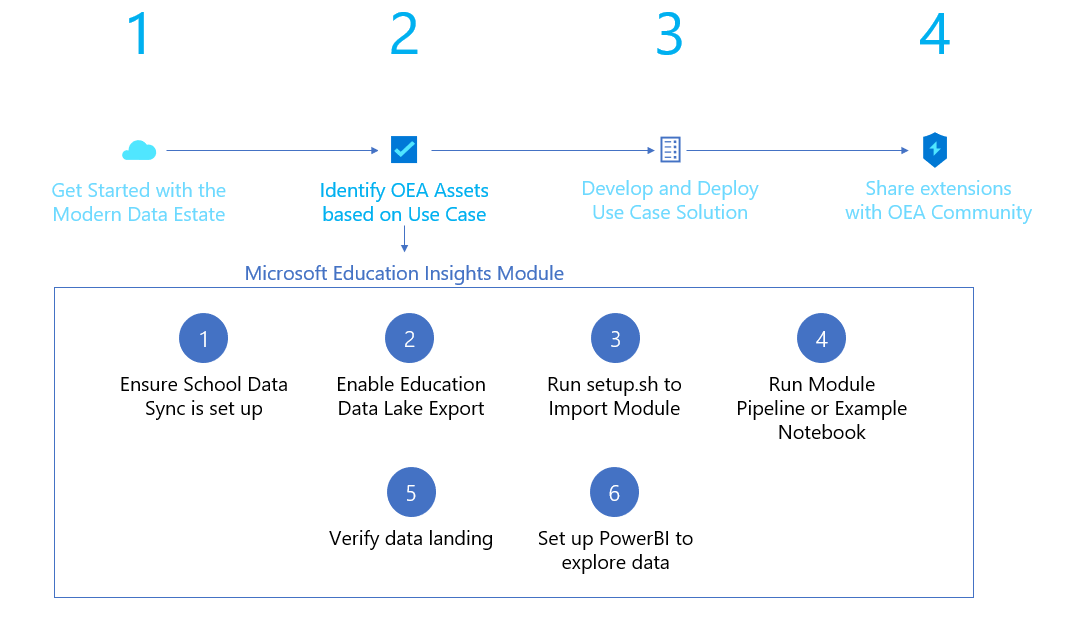 1
2
3
4
Get Started with the
Modern Data Estate
Identify OEA Assets
based on Use Case
Develop and Deploy
Use Case Solution
Share extensions
with OEA Community
Microsoft Education Insights Module
1
Ensure School Data
Sync is set up
2
Enable Education
Data Lake Export
3
Run setup.sh to
Import Module
4
Run Module
Pipeline or Example
Notebook
5
Verify data landing
6
Set up PowerBI to
explore data